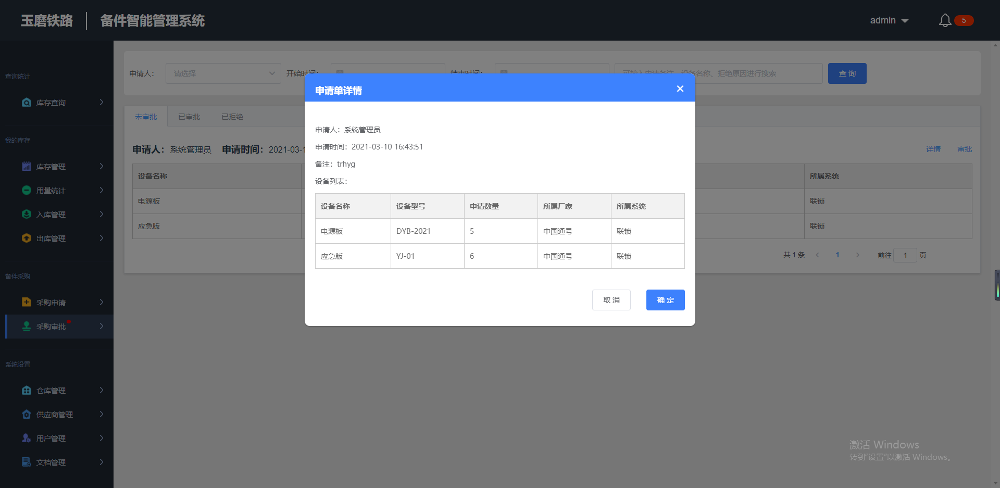 玉磨铁路 备件智能管理系统 admin 5
查询统计
库存查询
我的库存
库存管理
用量统计
入库管理
出库管理
备件采购
采购申请
采购审批
系统设置
仓库管理
供应商管理
用户管理
文档管理
申请人： 请选择 开始时间： 结束时间： 可输入申请备注、设备名称、拒绝原因进行搜索 查询
未审批 已审批 已拒绝
申请人：系统管理员 申请时间：2021-03-1 详情 审批
设备名称 所属系统
电源板 联锁
应急版 联锁
共 1 条 1 前往 1 页
申请单详情
申请人：系统管理员
申请时间：2021-03-10 16:43:51
备注：trhyg
设备列表：
设备名称 设备型号 申请数量 所属厂家 所属系统
电源板 DYB-2021 5 中国通号 联锁
应急版 YJ-01 6 中国通号 联锁
取消 确定
激活 Windows
转到"设置"以激活 Windows。